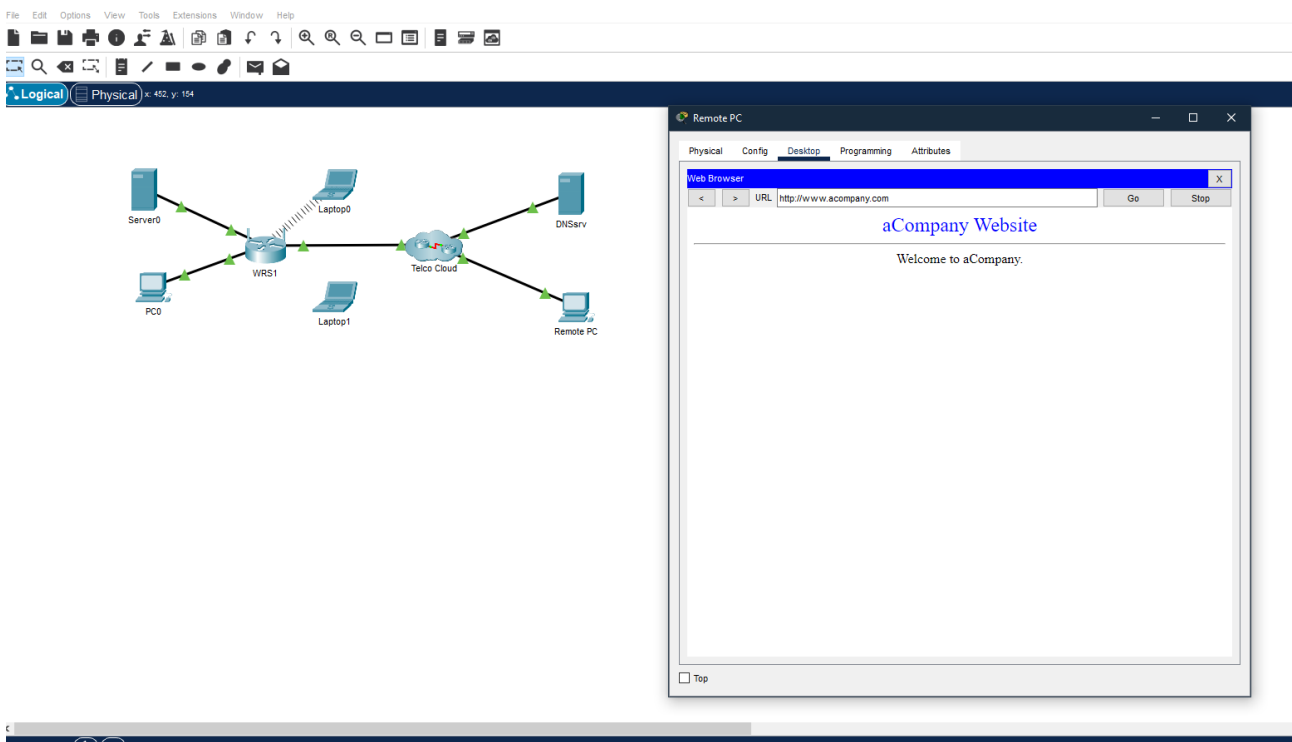 File Edit Options View Tools Extensions Window Help
Logical Physical x: 452, y: 154
Remote PC
Physical Config Desktop Programming Attributes
Web Browser X
< > URL http://www.acompany.com Go Stop
aCompany Website
Welcome to aCompany.
Top
Server0
Laptop0
DNSsrv
WRS1
Telco Cloud
PC0
Laptop1
Remote PC